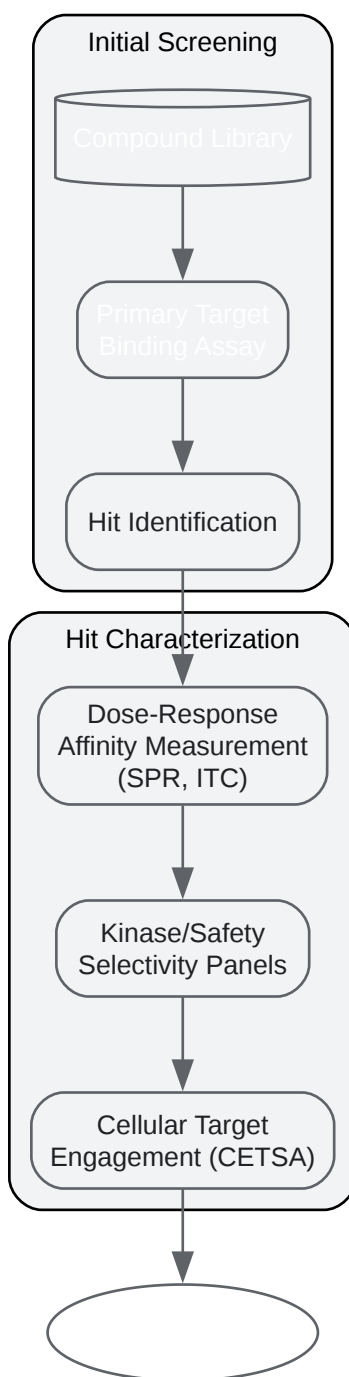 Initial Screening
Compound Library
Primary Target
Binding Assay
Hit Identification
Hit Characterization
Dose-Response
Affinity Measurement
(SPR, ITC)
Kinase/Safety
Selectivity Panels
Cellular Target
Engagement (CETSA)